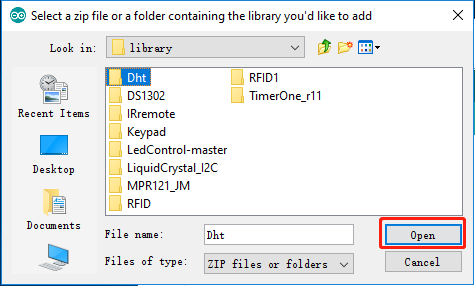 Select a zip file or a folder containing the library you'd like to add
Look in:
library
Recent Items
Desktop
Documents
Dht
DS1302
IRremote
Keypad
LedControl-master
LiquidCrystal_I2C
MPR121_JM
RFID
RFID1
TimerOne_r11
File name:
Dht
Open
Files of type:
ZIP files or folders
Cancel